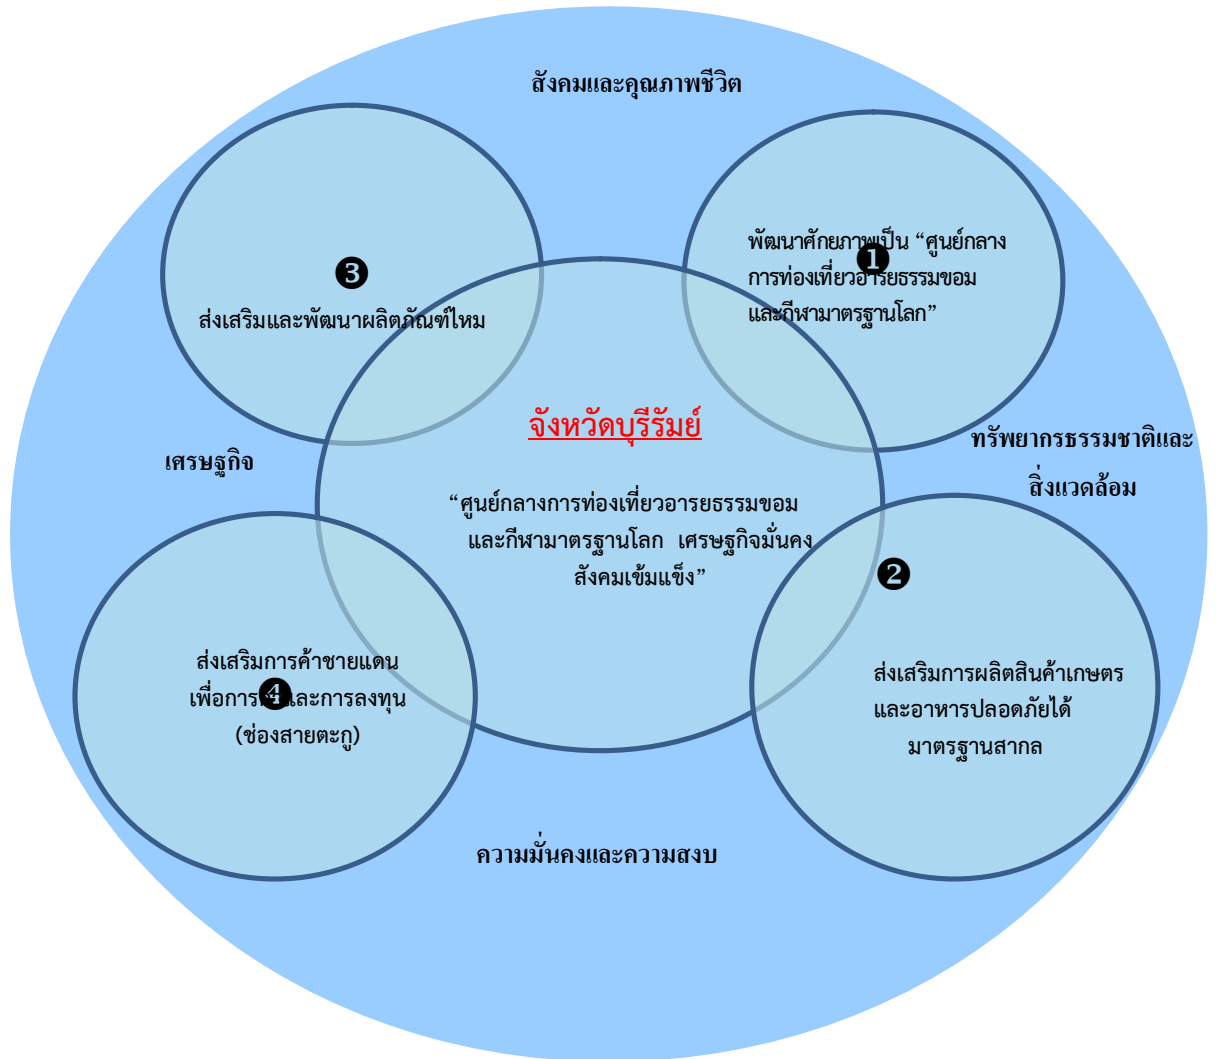 สังคมและคุณภาพชีวิต
❶
พัฒนาศักยภาพเป็น “ศูนย์กลาง
การท่องเที่ยวอารยธรรมขอม
และกีฬามาตรฐานโลก”
❸
ส่งเสริมและพัฒนาผลิตภัณฑ์ไหม
จังหวัดบุรีรัมย์
ทรัพยากรธรรมชาติและ
สิ่งแวดล้อม
เศรษฐกิจ
“ศูนย์กลางการท่องเที่ยวอารยธรรมขอม
และกีฬามาตรฐานโลก เศรษฐกิจมั่นคง
สังคมเข้มแข็ง”
❷
ส่งเสริมการผลิตสินค้าเกษตร
และอาหารปลอดภัยได้
มาตรฐานสากล
❹
ส่งเสริมการค้าชายแดน
เพื่อการ และการลงทุน
(ช่องสายตะกู)
ความมั่นคงและความสงบ